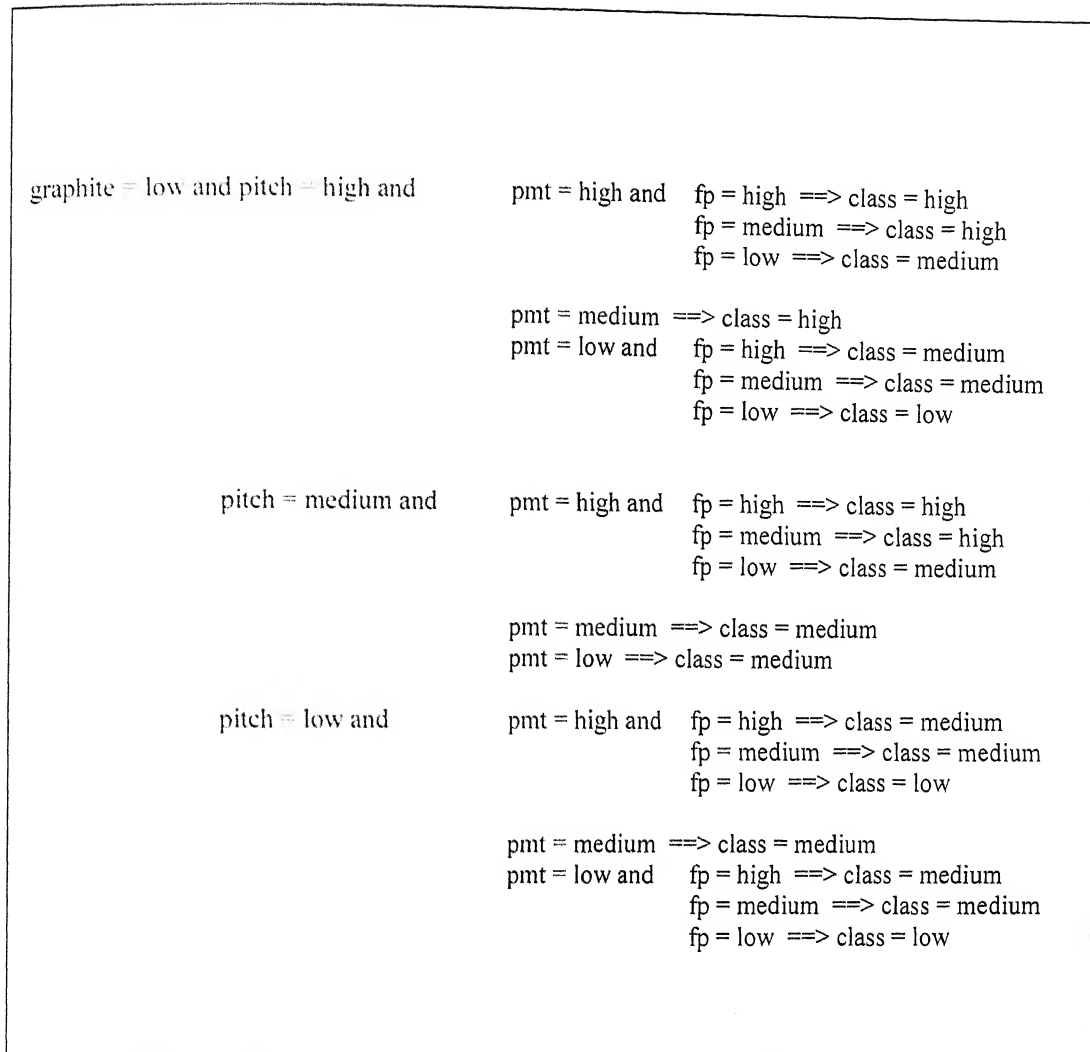 graphite = low and pitch = high and pmt = high and fp = high ==> class = high
fp = medium ==> class = high
fp = low ==> class = medium
pmt = medium ==> class = high
pmt = low and fp = high ==> class = medium
fp = medium ==> class = medium
fp = low ==> class = low
pitch = medium and pmt = high and fp = high ==> class = high
fp = medium ==> class = high
fp = low ==> class = medium
pmt = medium ==> class = medium
pmt = low ==> class = medium
pitch = low and pmt = high and fp = high ==> class = medium
fp = medium ==> class = medium
fp = low ==> class = low
pmt = medium ==> class = medium
pmt = low and fp = high ==> class = medium
fp = medium ==> class = medium
fp = low ==> class = low